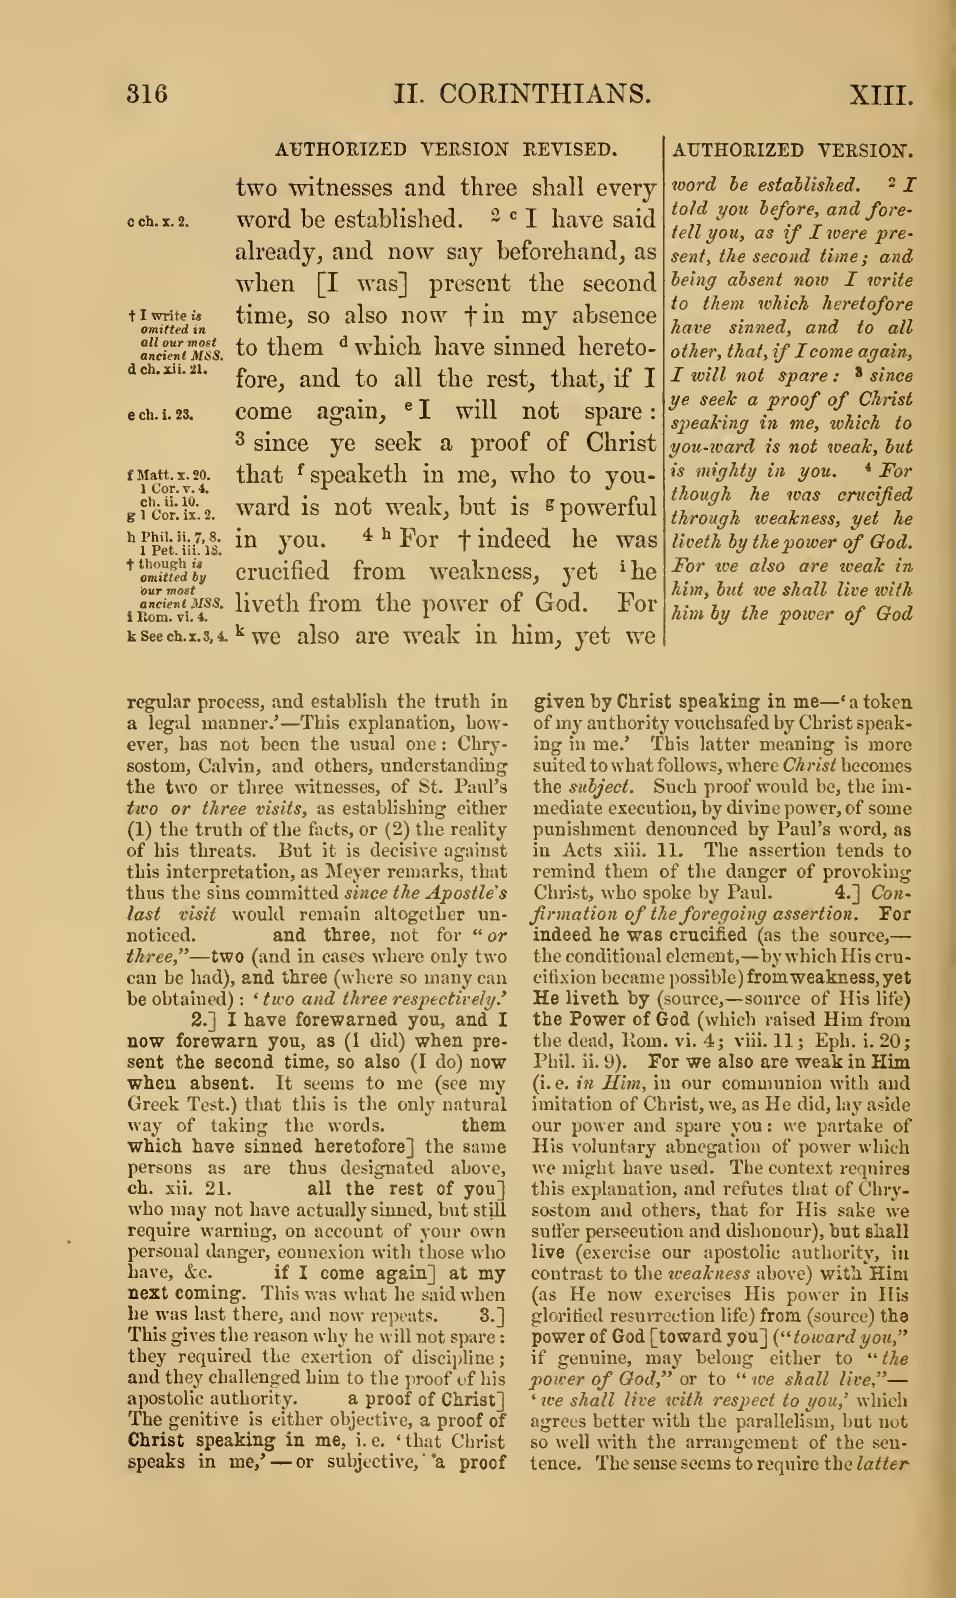 316
II. CORINTHIANS.
XIII.
AUTHORIZED VERSION REVISED.
two witnesses and three shall every
word be established. 2 c I have said
already, and now say beforehand, as
when [I was] present the second
time, so also now † in my absence
to them d which have sinned hereto-
fore, and to all the rest, that, if I
come again, e I will not spare :
3 since ye seek a proof of Christ
that f speaketh in me, who to you-
ward is not weak, but is g powerful
in you. 4 h For † indeed he was
crucified from weakness, yet i he
liveth from the power of God. For
k we also are weak in him, yet we
c ch. x. 2.
† I write is
omitted in
all our most
ancient MSS.
d ch. xii. 21.
e ch. i. 23.
f Matt. x. 20.
1 Cor. v. 4.
ch. ii. 10.
g 1 Cor. ix. 2.
h Phil. ii. 7, 8.
1 Pet. iii. 18.
† though is
omitted by
our most
ancient MSS.
i Rom. vi. 4.
k See ch. x. 3, 4.
AUTHORIZED VERSION.
word be established. 2 I
told you before, and fore-
tell you, as if I were pre-
sent, the second time; and
being absent now I write
to them which heretofore
have sinned, and to all
other, that, if I come again,
I will not spare : 3 since
ye seek a proof of Christ
speaking in me, which to
you-ward is not weak, but
is mighty in you. 4 For
though he was crucified
through weakness, yet he
liveth by the power of God.
For we also are weak in
him, but we shall live with
him by the power of God
regular process, and establish the truth in
a legal manner.’—This explanation, how-
ever, has not been the usual one : Chry-
sostom, Calvin, and others, understanding
the two or three witnesses, of St. Paul's
two or three visits, as establishing either
(1) the truth of the facts, or (2) the reality
of his threats. But it is decisive against
this interpretation, as Meyer remarks, that
thus the sins committed since the Apostle's
last visit would remain altogether un-
noticed. and three, not for “or
three,”—two (and in cases where only two
can be had), and three (where so many can
be obtained) : ‘two and three respectively.’
2.] I have forewarned you, and I
now forewarn you, as (I did) when pre-
sent the second time, so also (I do) now
when absent. It seems to me (see my
Greek Test.) that this is the only natural
way of taking the words. them
which have sinned heretofore] the same
persons as are thus designated above,
ch. xii. 21. all the rest of you]
who may not have actually sinned, but still
require warning, on account of your own
personal danger, connexion with those who
have, &c. if I come again] at my
next coming. This was what he said when
he was last there, and now repeats. 3.]
This gives the reason why he will not spare :
they required the exertion of discipline ;
and they challenged him to the proof of his
apostolic authority. a proof of Christ]
The genitive is either objective, a proof of
Christ speaking in me, i. e. ‘that Christ
speaks in me,’—or subjective, ‘a proof
given by Christ speaking in me—‘a token
of my authority vouchsafed by Christ speak-
ing in me.’ This latter meaning is more
suited to what follows, where Christ becomes
the subject. Such proof would be, the im-
mediate execution, by divine power, of some
punishment denounced by Paul's word, as
in Acts xiii. 11. The assertion tends to
remind them of the danger of provoking
Christ, who spoke by Paul. 4.] Con-
firmation of the foregoing assertion. For
indeed he was crucified (as the source,—
the conditional element,—by which His cru-
cifixion became possible) from weakness, yet
He liveth by (source,—source of His life)
the Power of God (which raised Him from
the dead, Rom. vi. 4; viii. 11; Eph. i. 20;
Phil. ii. 9). For we also are weak in Him
(i. e. in Him, in our communion with and
imitation of Christ, we, as He did, lay aside
our power and spare you: we partake of
His voluntary abnegation of power which
we might have used. The context requires
this explanation, and refutes that of Chry-
sostom and others, that for His sake we
suffer persecution and dishonour), but shall
live (exercise our apostolic authority, in
contrast to the weakness above) with Him
(as He now exercises His power in His
glorified resurrection life) from (source) the
power of God [toward you] (“toward you,”
if genuine, may belong either to “the
power of God,” or to “we shall live,”—
‘we shall live with respect to you,’ which
agrees better with the parallelism, but not
so well with the arrangement of the sen-
tence. The sense seems to require the latter